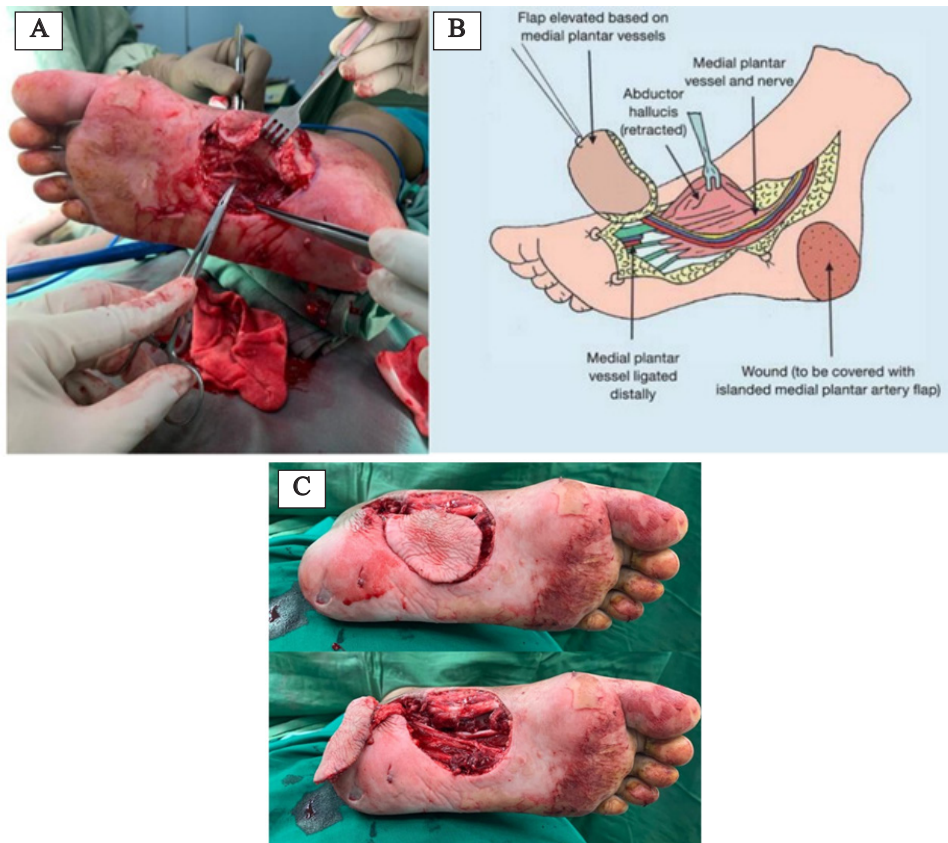 A
B
Flap elevated based on
medial plantar vessels
Medial plantar
vessel and nerve
Abductor
hallucis
(retracted)
Medial plantar
vessel ligated
distally
Wound (to be covered with
islanded medial plantar artery flap)
C